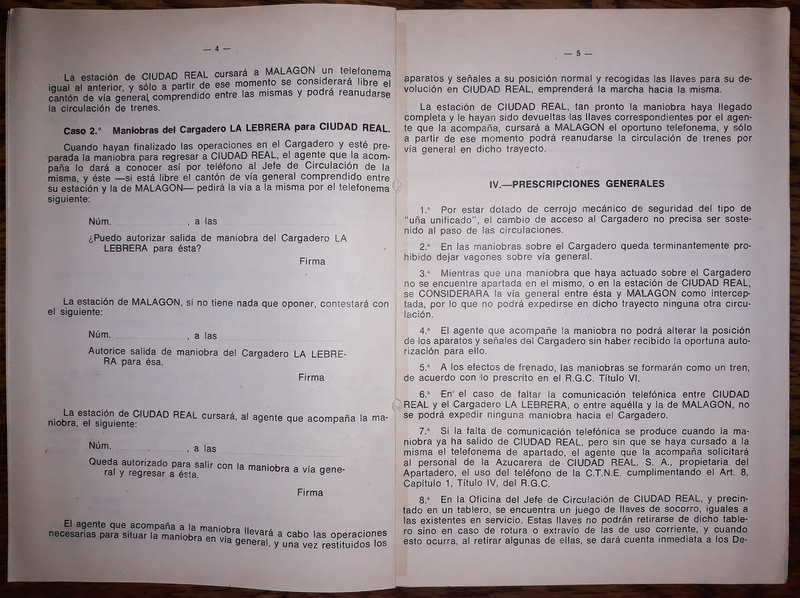 — 4 —
La estación de CIUDAD REAL cursará a MALAGON un telefonema
igual al anterior, y sólo a partir de ese momento se considerará libre el
cantón de vía general, comprendido entre las mismas y podrá reanudarse
la circulación de trenes.
Caso 2.º Maniobras del Cargadero LA LEBRERA para CIUDAD REAL.
Cuando hayan finalizado las operaciones en el Cargadero y esté pre-
parada la maniobra para regresar a CIUDAD REAL, el agente que la acom-
paña lo dará a conocer así por teléfono al Jefe de Circulación de la
misma, y éste —si está libre el cantón de vía general comprendido entre
su estación y la de MALAGON— pedirá la vía a la misma por el telefonema
siguiente:
Núm. , a las
¿Puedo autorizar salida de maniobra del Cargadero LA
LEBRERA para ésta?
Firma
La estación de MALAGON, si no tiene nada que oponer, contestará con
el siguiente:
Núm. , a las
Autorice salida de maniobra del Cargadero LA LEBRE-
RA para ésa.
Firma
La estación de CIUDAD REAL cursará, al agente que acompaña la ma-
niobra, el siguiente:
Núm. , a las
Queda autorizado para salir con la maniobra a vía gene-
ral y regresar a ésta.
Firma
El agente que acompaña a la maniobra llevará a cabo las operaciones
necesarias para situar la maniobra en vía general, y una vez restituidos los
— 5 —
aparatos y señales a su posición normal y recogidas las llaves para su de-
volución en CIUDAD REAL, emprenderá la marcha hacia la misma.
La estación de CIUDAD REAL, tan pronto la maniobra haya llegado
completa y le hayan sido devueltas las llaves correspondientes por el agen-
te que la acompaña, cursará a MALAGON el oportuno telefonema, y sólo
a partir de ese momento podrá reanudarse la circulación de trenes por
vía general en dicho trayecto.
IV.—PRESCRIPCIONES GENERALES
1.ª Por estar dotado de cerrojo mecánico de seguridad del tipo de
"uña unificado", el cambio de acceso al Cargadero no precisa ser soste-
nido al paso de las circulaciones.
2.ª En las maniobras sobre el Cargadero queda terminantemente pro-
hibido dejar vagones sobre vía general.
3.ª Mientras que una maniobra que haya actuado sobre el Cargadero
no se encuentre apartada en el mismo, o en la estación de CIUDAD REAL,
se CONSIDERARA la vía general entre ésta y MALAGON como intercep-
tada, por lo que no podrá expedirse en dicho trayecto ninguna otra circu-
lación.
4.ª El agente que acompañe la maniobra no podrá alterar la posición
de los aparatos y señales del Cargadero sin haber recibido la oportuna auto-
rización para ello.
5.ª A los efectos de frenado, las maniobras se formarán como un tren,
de acuerdo con lo prescrito en el R.G.C. Título VI.
6.ª En el caso de faltar la comunicación telefónica entre CIUDAD
REAL y el Cargadero LA LEBRERA, o entre aquélla y la de MALAGON, no
se podrá expedir ninguna maniobra hacia el Cargadero.
7.ª Si la falta de comunicación telefónica se produce cuando la ma-
niobra ya ha salido de CIUDAD REAL, pero sin que se haya cursado a la
misma el telefonema de apartado, el agente que la acompaña solicitará
al personal de la Azucarera de CIUDAD REAL, S. A., propietaria del
Apartadero, el uso del teléfono de la C.T.N.E. cumplimentando el Art. 8,
Capítulo 1, Título IV, del R.G.C.
8.ª En la Oficina del Jefe de Circulación de CIUDAD REAL, y precin-
tado en un tablero, se encuentra un juego de llaves de socorro, iguales a
las existentes en servicio. Estas llaves no podrán retirarse de dicho table-
ro sino en caso de rotura o extravío de las de uso corriente, y cuando
esto ocurra, al retirar algunas de ellas, se dará cuenta inmediata a los De-